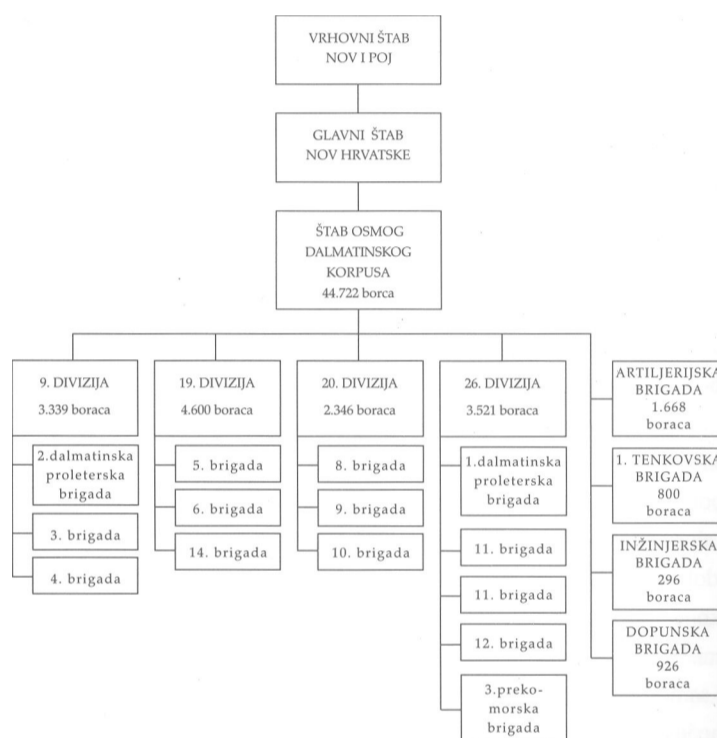 VRHOVNI ŠTAB
NOV I POJ
GLAVNI ŠTAB
NOV HRVATSKE
ŠTAB OSMOG
DALMATINSKOG
KORPUSA
44.722 borca
9. DIVIZIJA
3.339 boraca
2.dalmatinska
proleterska
brigada
3. brigada
4. brigada
19. DIVIZIJA
4.600 boraca
5. brigada
6. brigada
14. brigada
20. DIVIZIJA
2.346 boraca
8. brigada
9. brigada
10. brigada
26. DIVIZIJA
3.521 boraca
1.dalmatinska
proleterska
brigada
11. brigada
11. brigada
12. brigada
3.preko-
morska
brigada
ARTILJERIJSKA
BRIGADA
1.668
boraca
1. TENKOVSKA
BRIGADA
800
boraca
INŽINJERSKA
BRIGADA
296
boraca
DOPUNSKA
BRIGADA
926
boraca